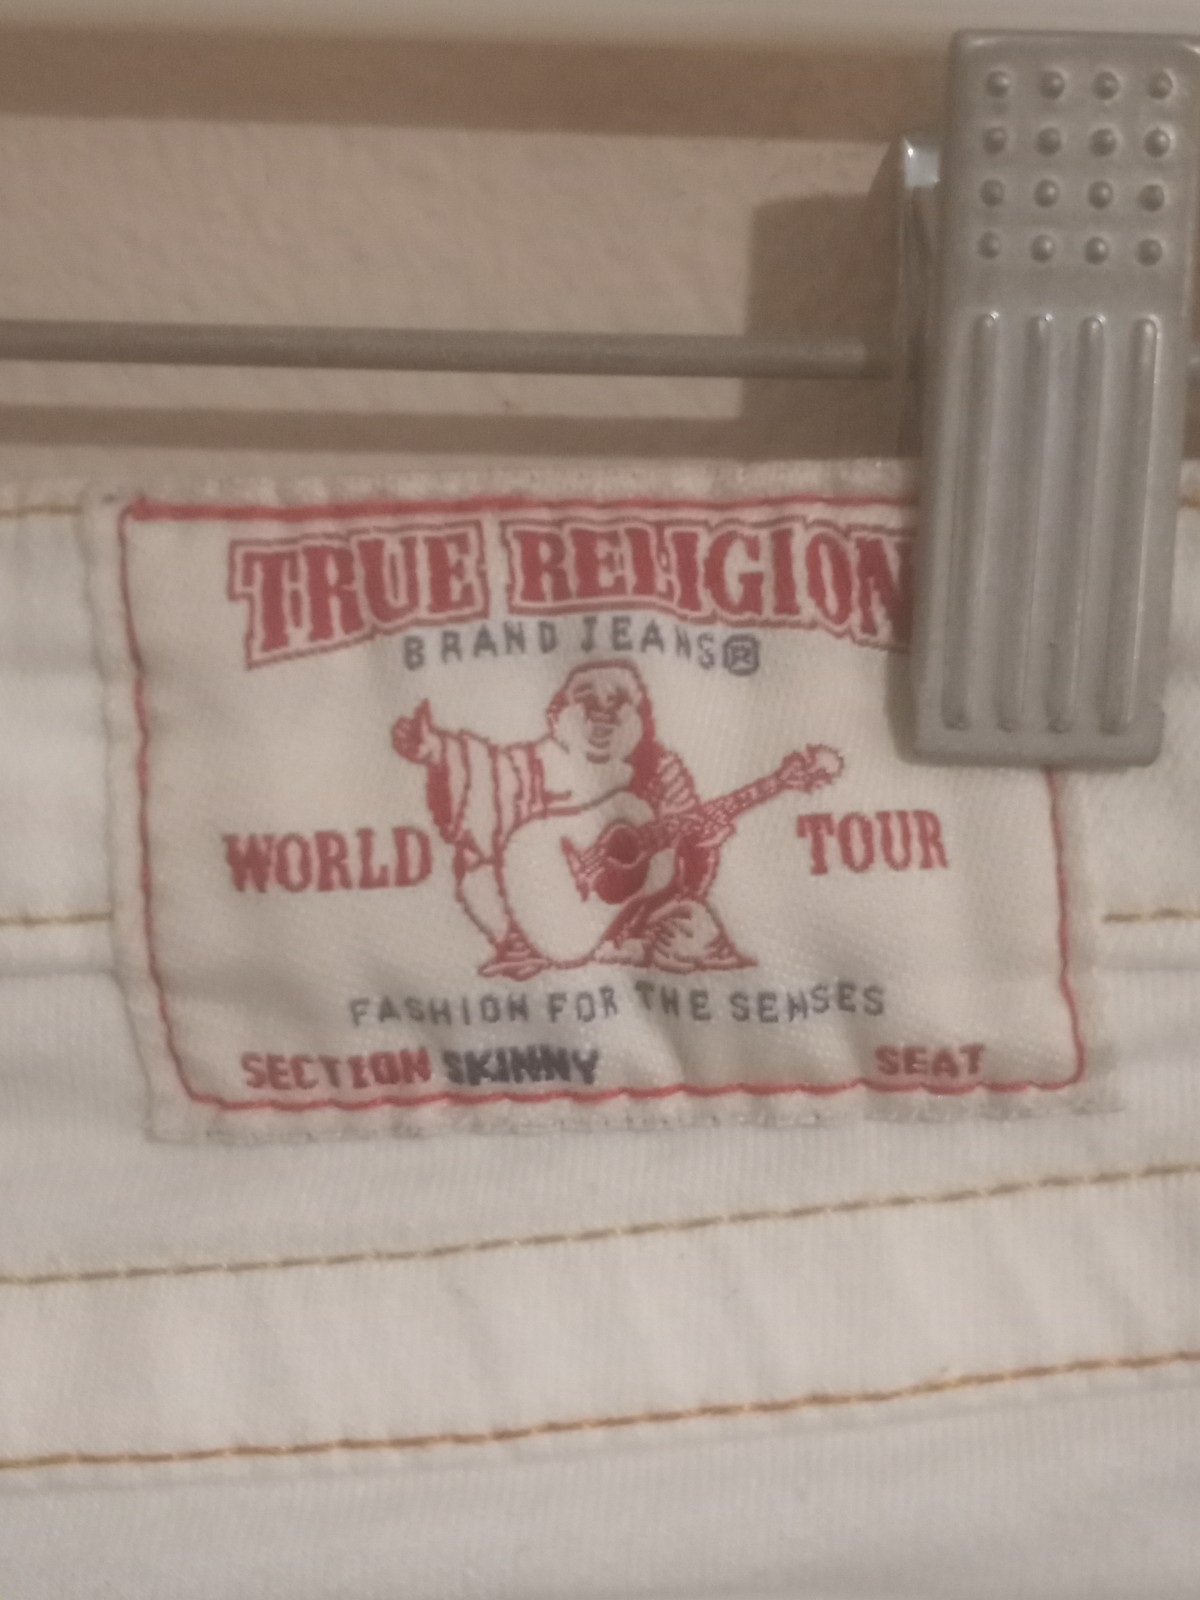 TRUE RELIGION
BRAND JEANS®
WORLD TOUR
FASHION FOR THE SENSES
SECTION SKINNY SEAT